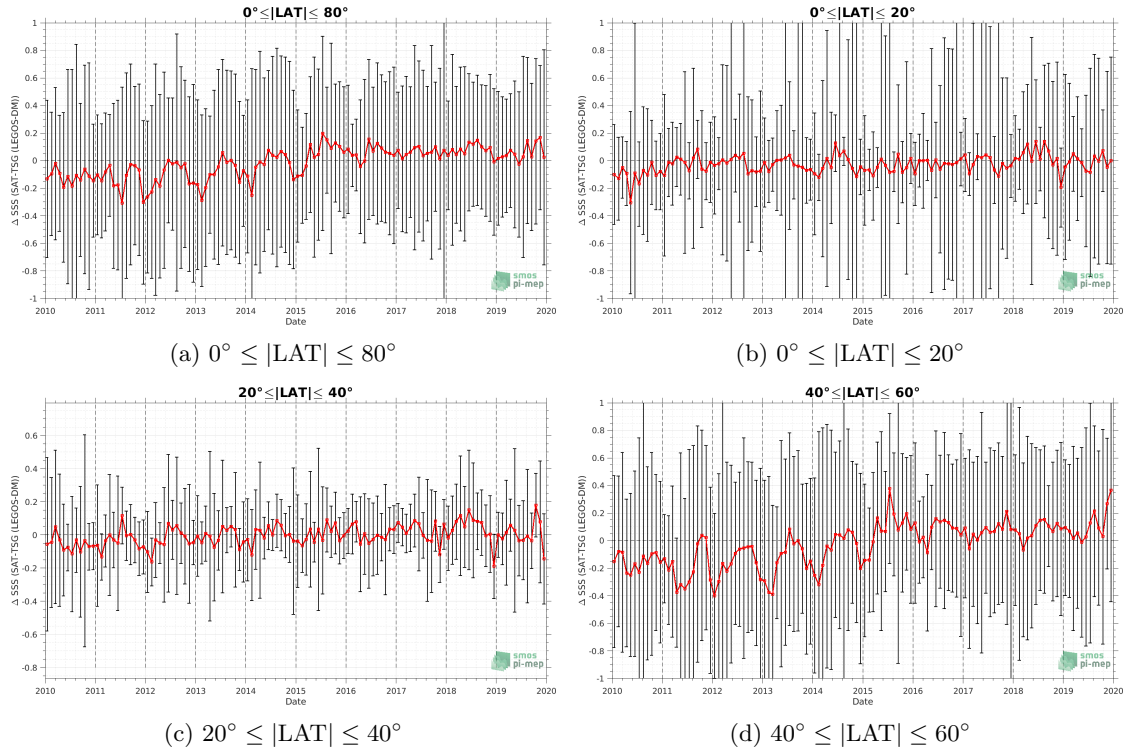 0°≤|LAT|≤ 80°
Δ SSS (SAT-TSG (LEGOS-DM))
1
0.8
0.6
0.4
0.2
0
-0.2
-0.4
-0.6
-0.8
-1
smos
pi-mep
2010 2011 2012 2013 2014 2015 2016 2017 2018 2019 2020
Date
(a) 0° ≤ |LAT| ≤ 80°
0°≤|LAT|≤ 20°
Δ SSS (SAT-TSG (LEGOS-DM))
1
0.8
0.6
0.4
0.2
0
-0.2
-0.4
-0.6
-0.8
-1
smos
pi-mep
2010 2011 2012 2013 2014 2015 2016 2017 2018 2019 2020
Date
(b) 0° ≤ |LAT| ≤ 20°
20°≤|LAT|≤ 40°
Δ SSS (SAT-TSG (LEGOS-DM))
0.6
0.4
0.2
0
-0.2
-0.4
-0.6
-0.8
smos
pi-mep
2010 2011 2012 2013 2014 2015 2016 2017 2018 2019 2020
Date
(c) 20° ≤ |LAT| ≤ 40°
40°≤|LAT|≤ 60°
Δ SSS (SAT-TSG (LEGOS-DM))
1
0.8
0.6
0.4
0.2
0
-0.2
-0.4
-0.6
-0.8
-1
smos
pi-mep
2010 2011 2012 2013 2014 2015 2016 2017 2018 2019 2020
Date
(d) 40° ≤ |LAT| ≤ 60°